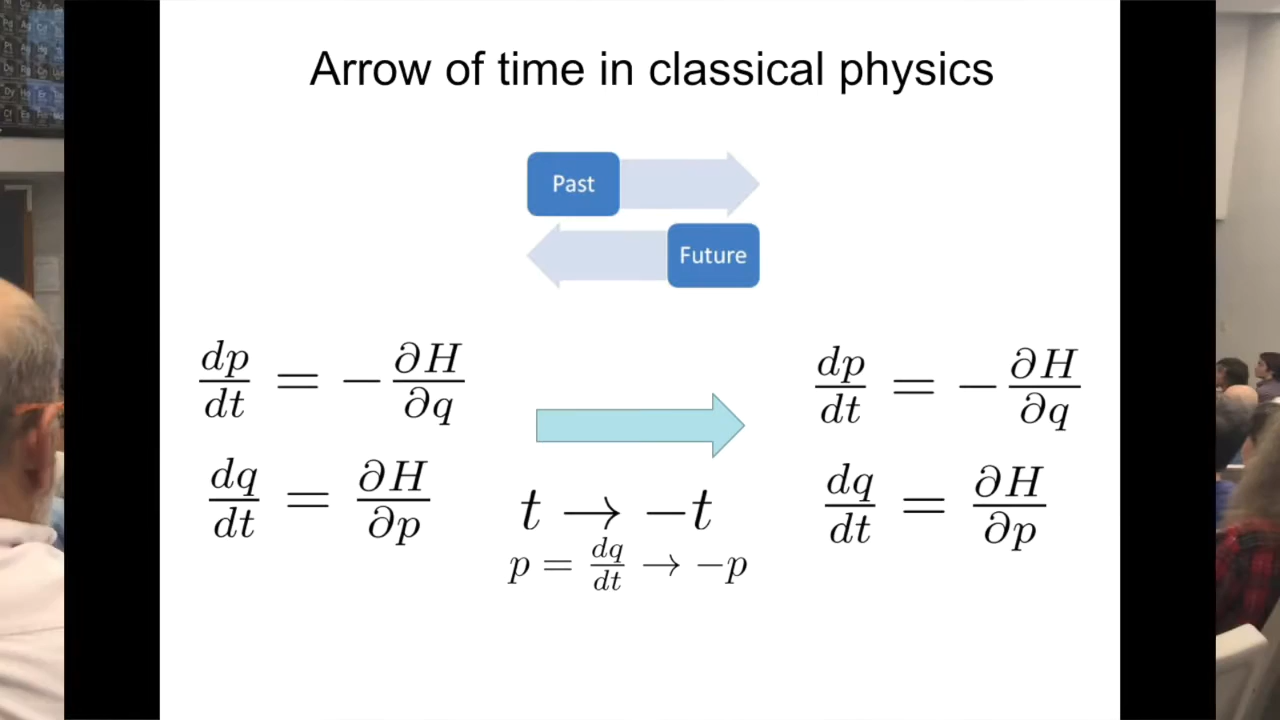 Arrow of time in classical physics
Past
Future
dp/dt = −∂H/∂q
dq/dt = ∂H/∂p
t → −t
p = dq/dt → −p
dp/dt = −∂H/∂q
dq/dt = ∂H/∂p